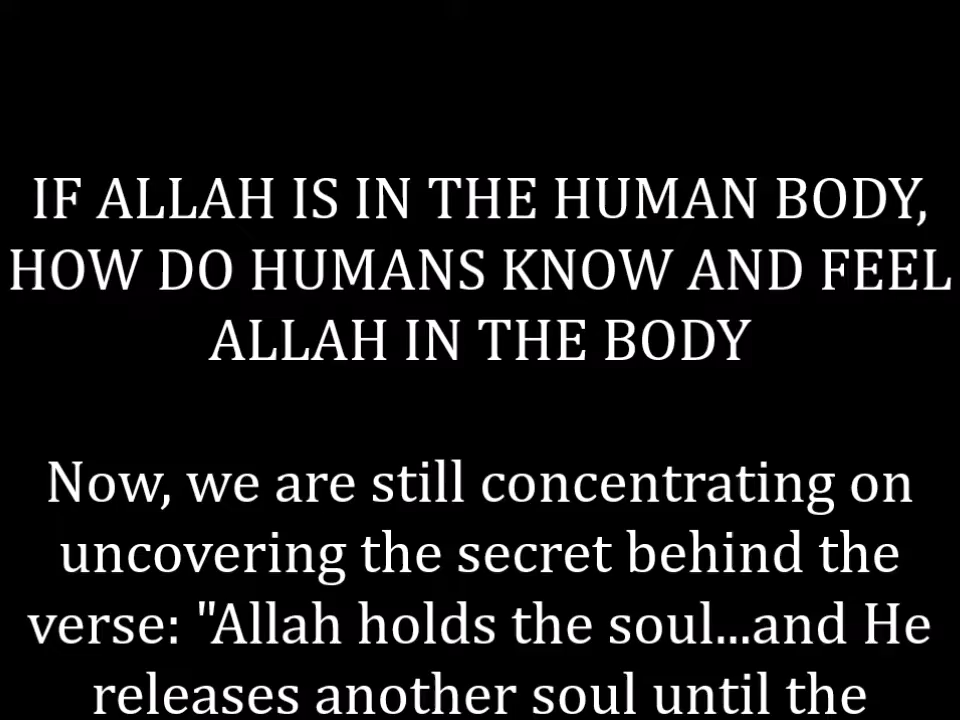 IF ALLAH IS IN THE HUMAN BODY,
HOW DO HUMANS KNOW AND FEEL
ALLAH IN THE BODY
Now, we are still concentrating on
uncovering the secret behind the
verse: "Allah holds the soul...and He
releases another soul until the